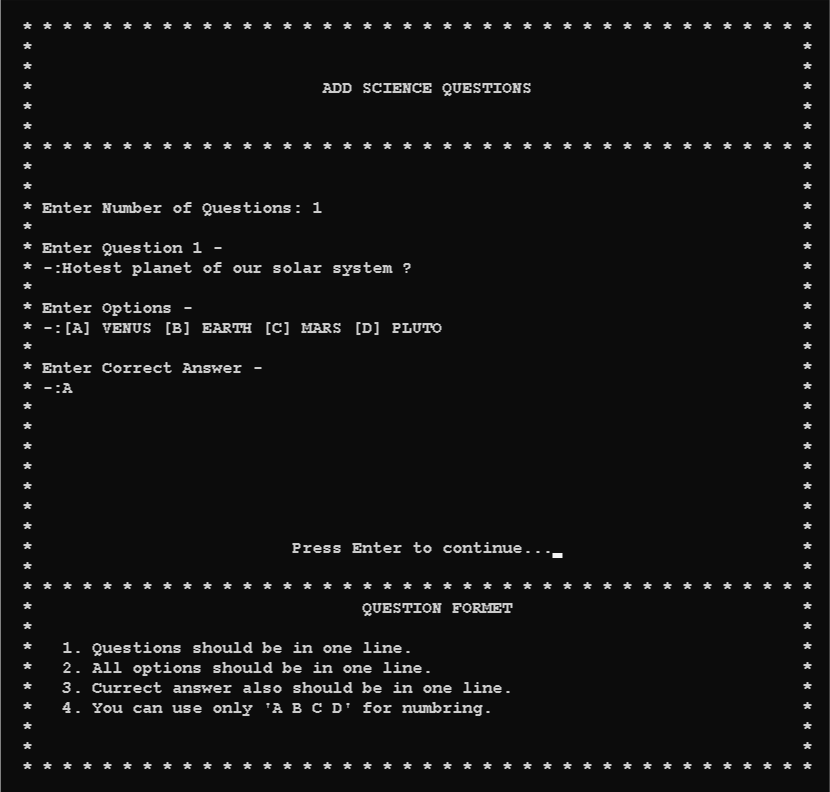 * * * * * * * * * * * * * * * * * * * * * * * * * * * * * * * * * * * * * * * *
* *
* *
* ADD SCIENCE QUESTIONS *
* *
* *
* * * * * * * * * * * * * * * * * * * * * * * * * * * * * * * * * * * * * * * *
* *
* *
* Enter Number of Questions: 1 *
* *
* Enter Question 1 - *
* -:Hotest planet of our solar system ? *
* *
* Enter Options - *
* -:[A] VENUS [B] EARTH [C] MARS [D] PLUTO *
* *
* Enter Correct Answer - *
* -:A *
* *
* *
* *
* *
* *
* *
* *
* Press Enter to continue... *
* *
* * * * * * * * * * * * * * * * * * * * * * * * * * * * * * * * * * * * * * * *
* QUESTION FORMET *
* *
* 1. Questions should be in one line. *
* 2. All options should be in one line. *
* 3. Currect answer also should be in one line. *
* 4. You can use only 'A B C D' for numbring. *
* *
* *
* * * * * * * * * * * * * * * * * * * * * * * * * * * * * * * * * * * * * * * *